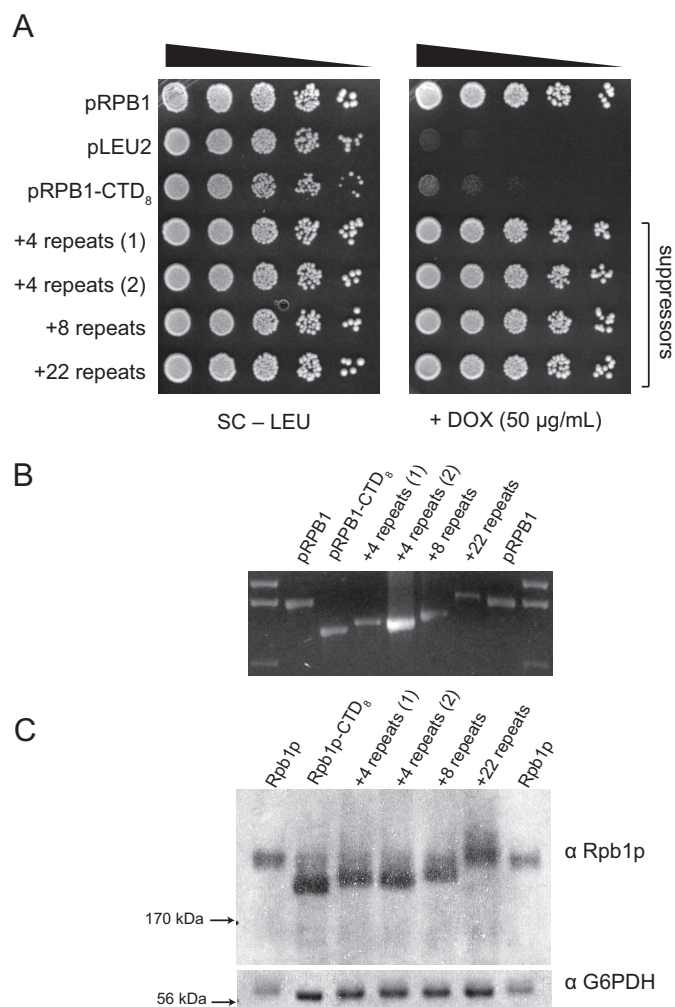 A
pRPB1
pLEU2
pRPB1-CTD8
+4 repeats (1)
+4 repeats (2)
+8 repeats
+22 repeats
suppressors
SC – LEU
+ DOX (50 µg/mL)
B
pRPB1
pRPB1-CTD8
+4 repeats (1)
+4 repeats (2)
+8 repeats
+22 repeats
pRPB1
C
Rpb1p
Rpb1p-CTD8
+4 repeats (1)
+4 repeats (2)
+8 repeats
+22 repeats
Rpb1p
α Rpb1p
170 kDa
α G6PDH
56 kDa